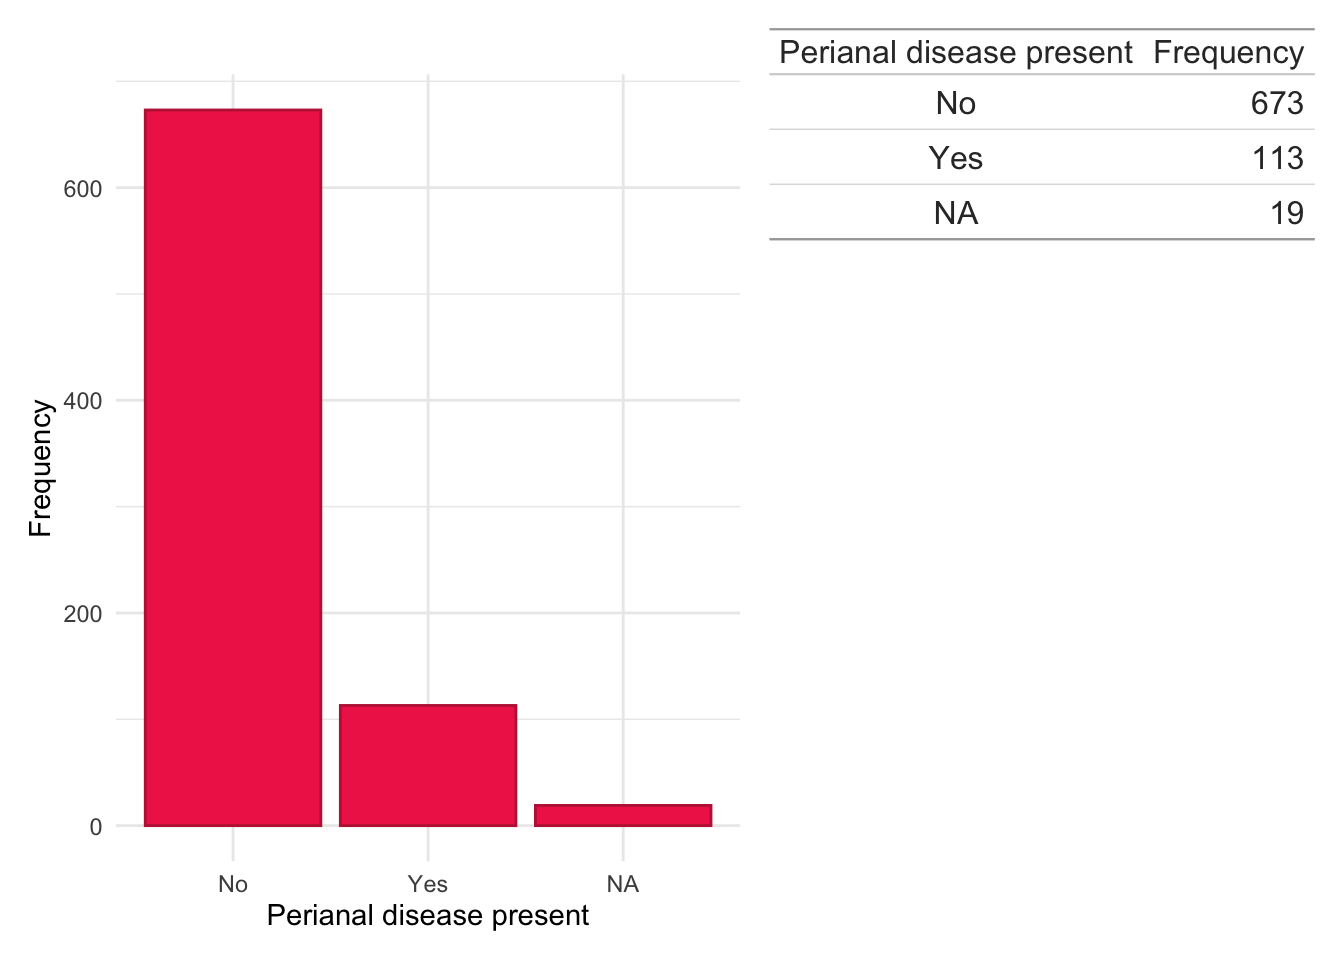 Frequency
600
400
200
0
No Yes NA
Perianal disease present
Perianal disease present Frequency
No 673
Yes 113
NA 19